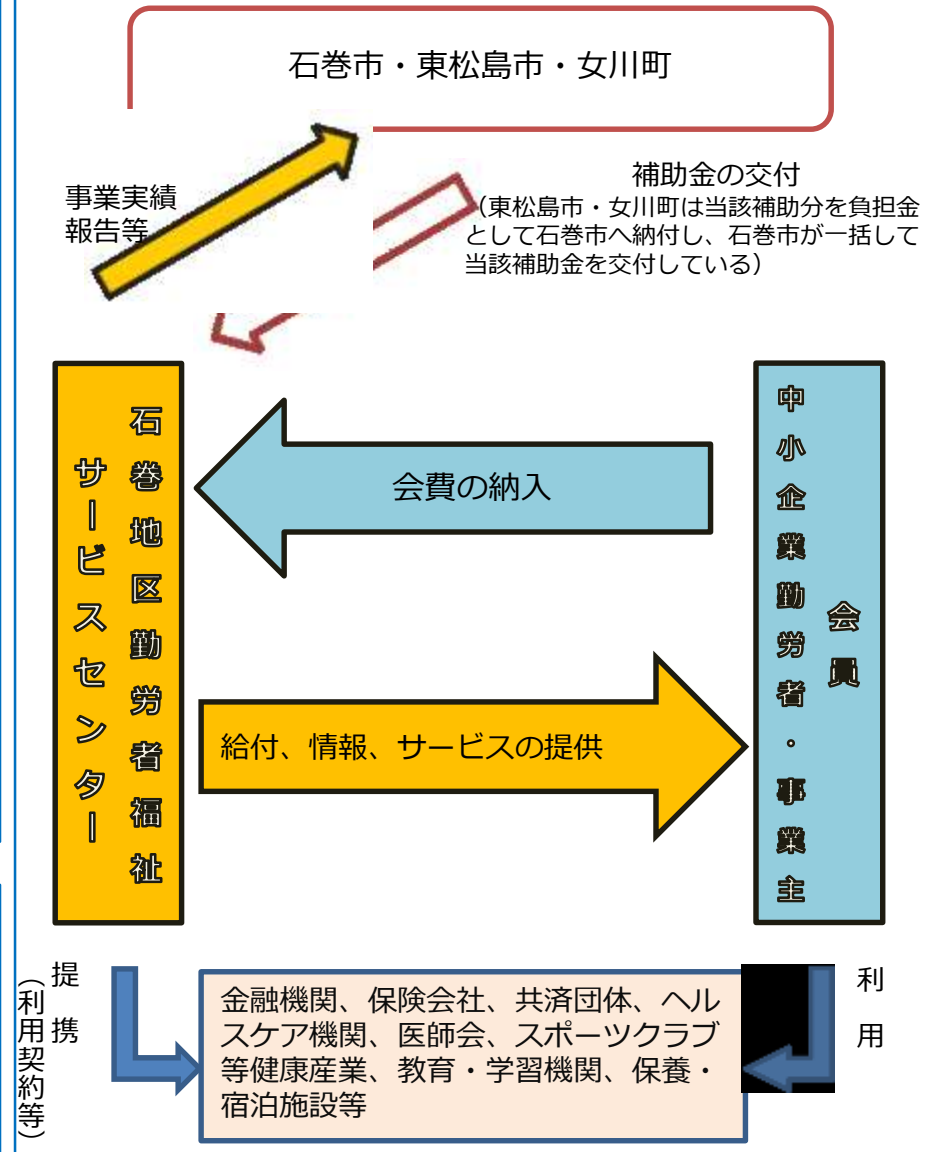 石巻市・東松島市・女川町
事業実績
報告等
補助金の交付
（東松島市・女川町は当該補助分を負担金
として石巻市へ納付し、石巻市が一括して
当該補助金を交付している）
石巻地区勤労者福祉
サービスセンター
会費の納入
会員
中小企業勤労者・事業主
給付、情報、サービスの提供
提携
（利用契約等）
金融機関、保険会社、共済団体、ヘル
スケア機関、医師会、スポーツクラブ
等健康産業、教育・学習機関、保養・
宿泊施設等
利用